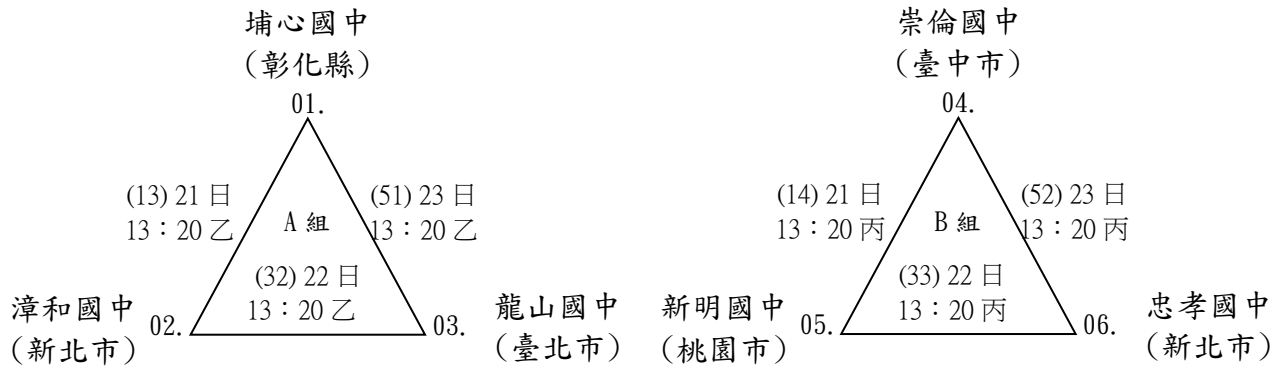 埔心國中
(彰化縣)
01.
(13) 21 日
13：20 乙
(51) 23 日
13：20 乙
A 組
(32) 22 日
13：20 乙
漳和國中
(新北市)
02.
03.
龍山國中
(臺北市)
崇倫國中
(臺中市)
04.
(14) 21 日
13：20 丙
(52) 23 日
13：20 丙
B 組
(33) 22 日
13：20 丙
新明國中
(桃園市)
05.
06.
忠孝國中
(新北市)